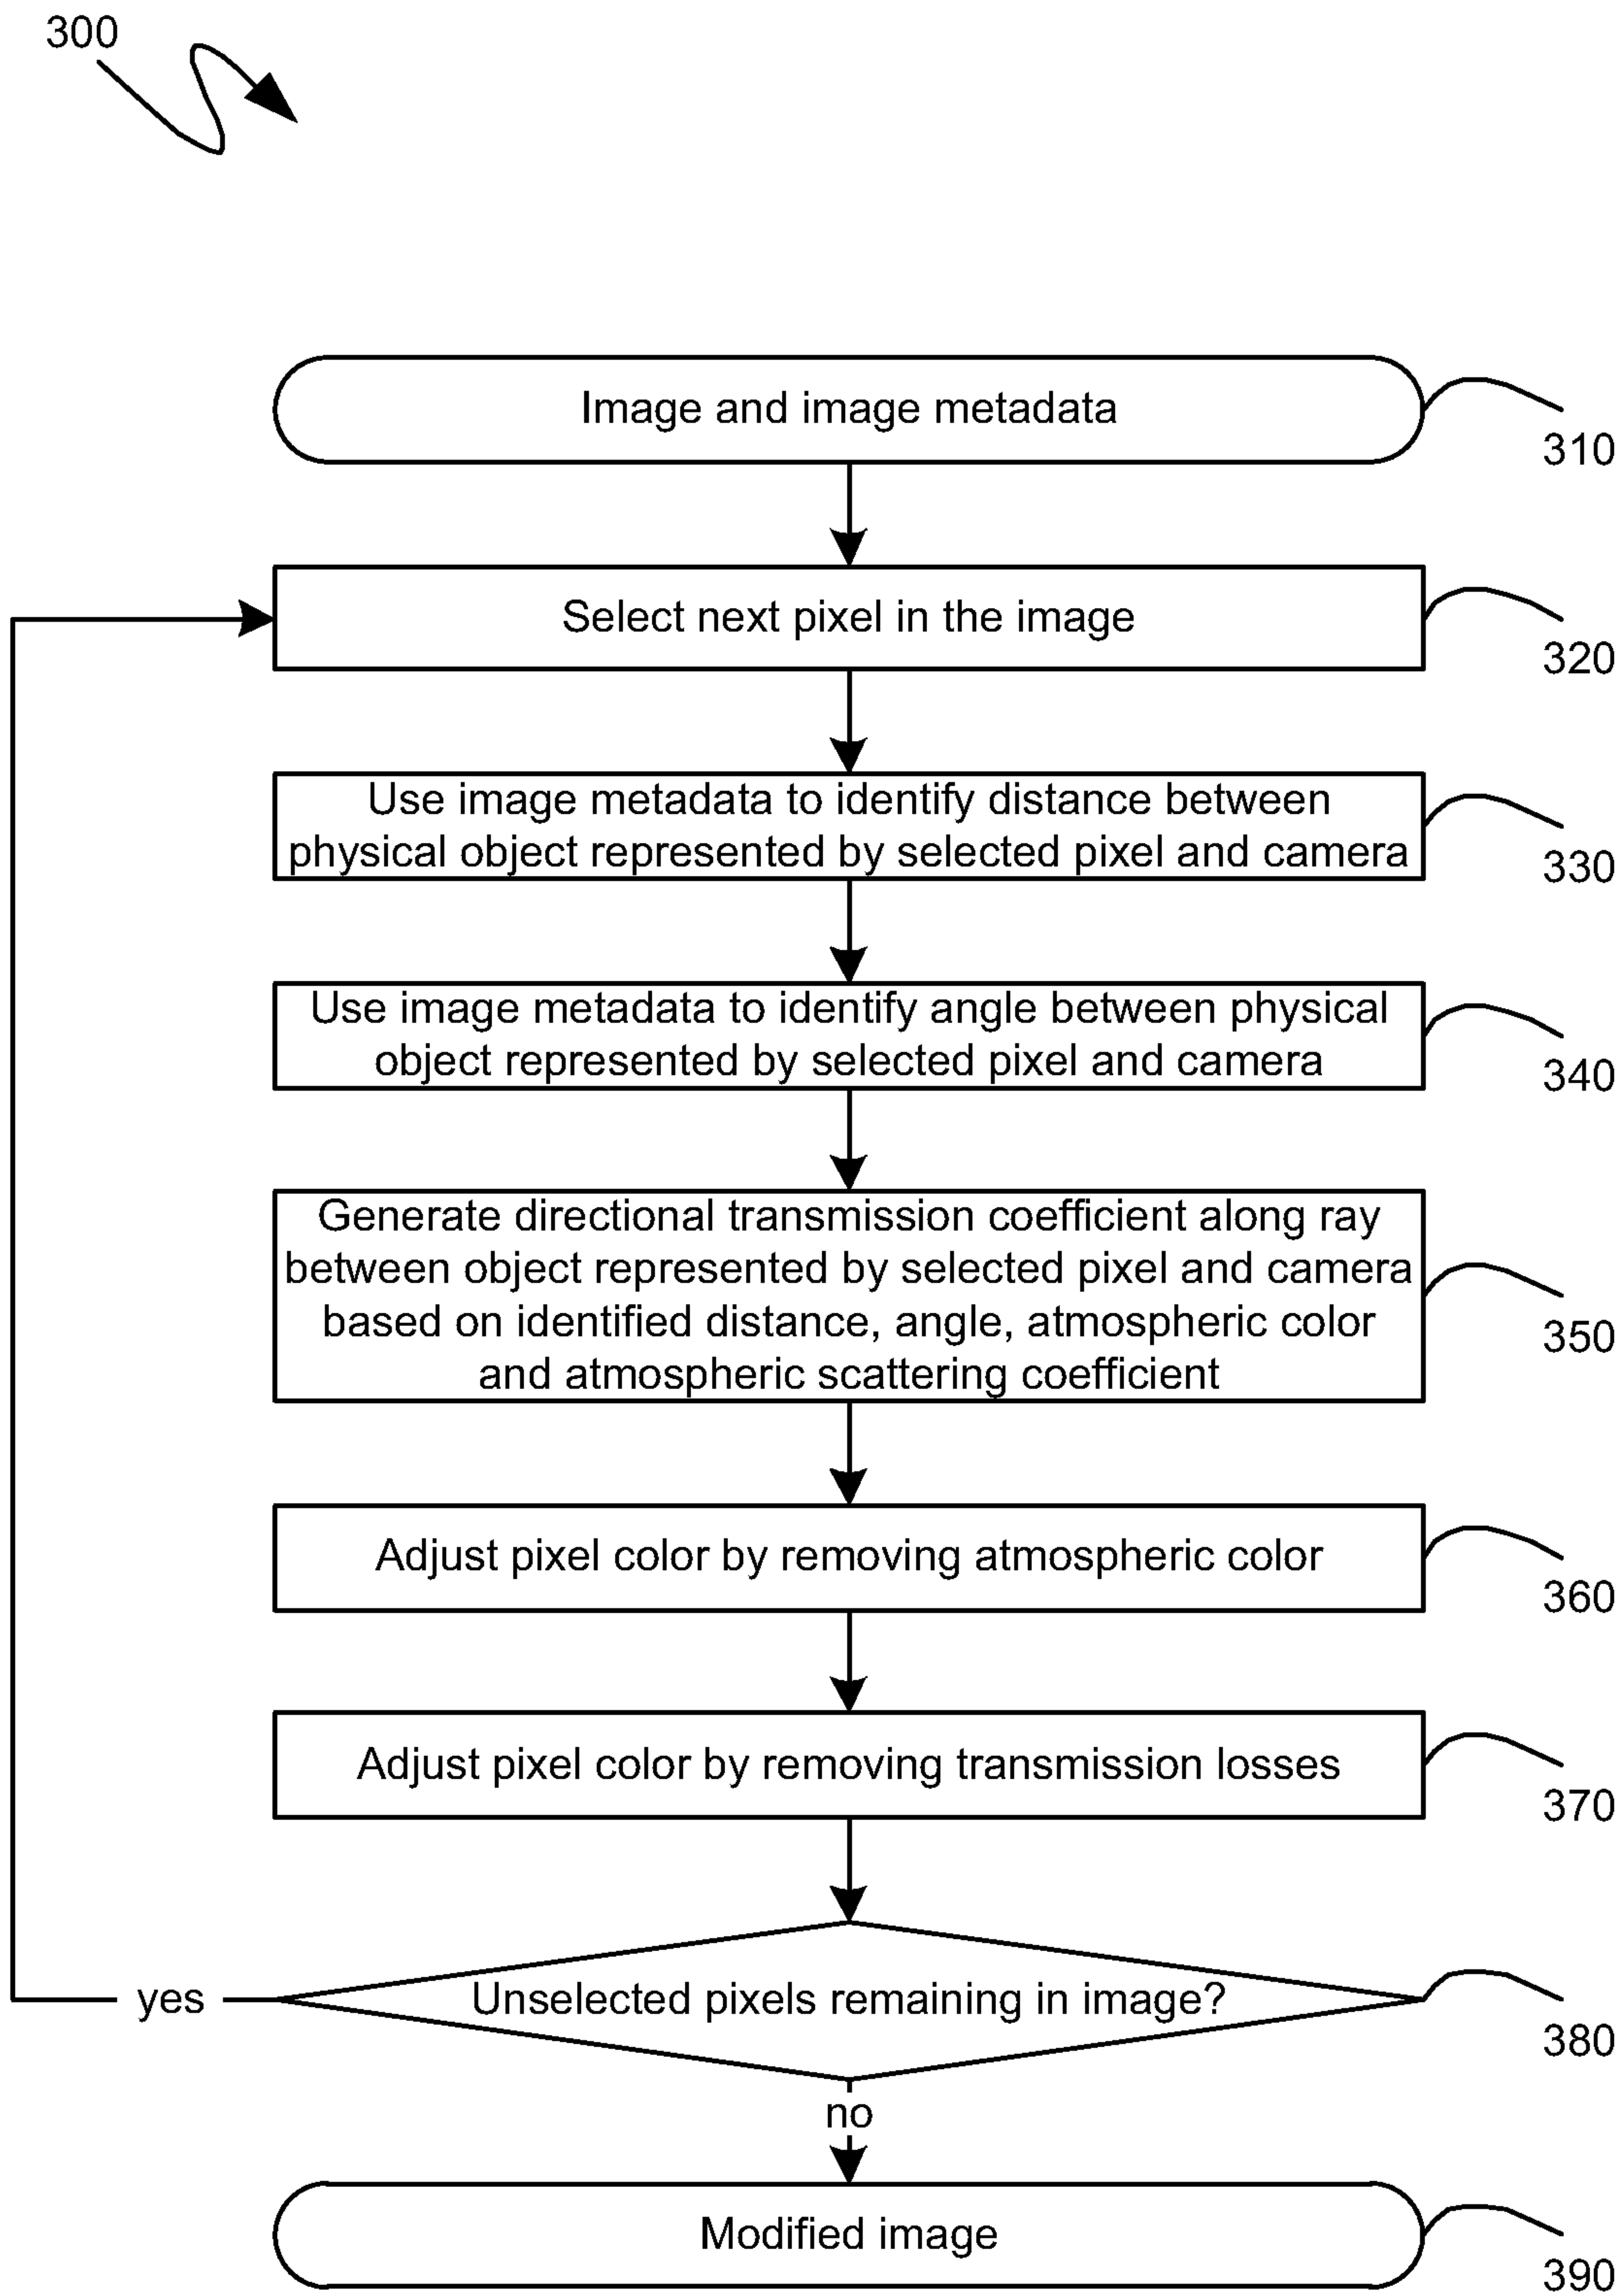 300
Image and image metadata
310
Select next pixel in the image
320
Use image metadata to identify distance between
physical object represented by selected pixel and camera
330
Use image metadata to identify angle between physical
object represented by selected pixel and camera
340
Generate directional transmission coefficient along ray
between object represented by selected pixel and camera
based on identified distance, angle, atmospheric color
and atmospheric scattering coefficient
350
Adjust pixel color by removing atmospheric color
360
Adjust pixel color by removing transmission losses
370
yes
Unselected pixels remaining in image?
380
no
Modified image
390